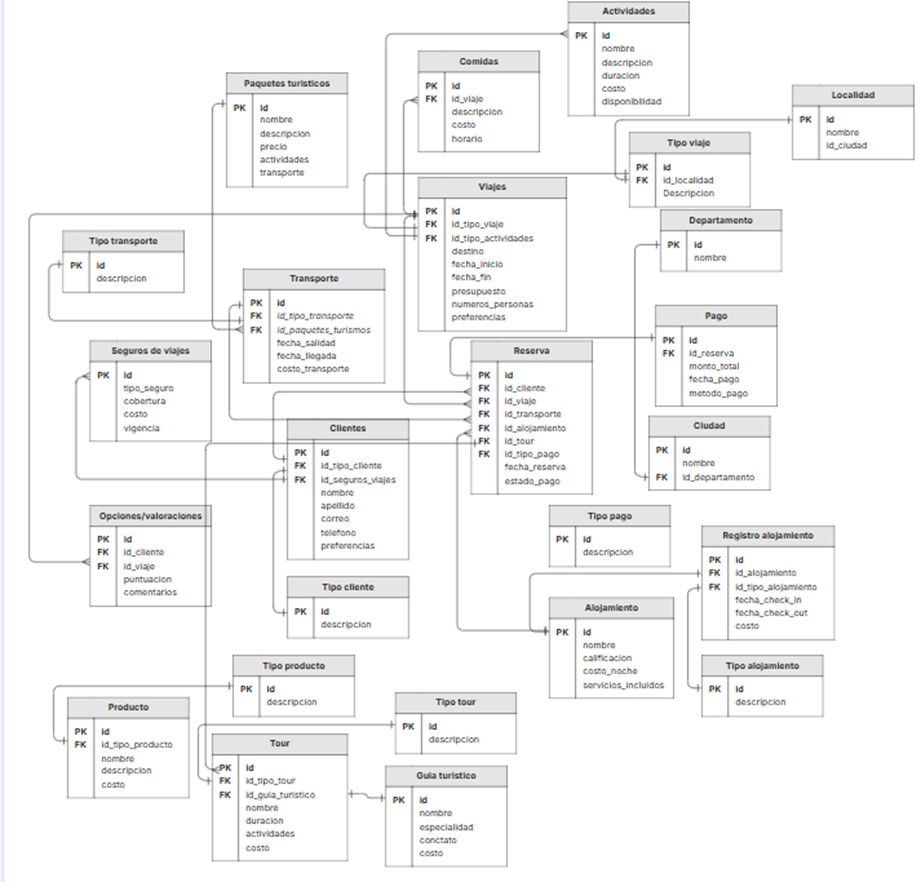 Actividades
PK id
nombre
descripcion
duracion
costo
disponibilidad
Comidas
PK id
FK id_viaje
descripcion
costo
horario
Paquetes turisticos
PK id
nombre
descripcion
precio
actividades
transporte
Localidad
PK id
nombre
id_ciudad
Tipo viaje
PK id
FK id_localidad
Descripcion
Viajes
PK id
FK id_tipo_viaje
FK id_tipo_actividades
destino
fecha_inicio
fecha_fin
presupuesto
numeros_personas
preferencias
Departamento
PK id
nombre
Tipo transporte
PK id
descripcion
Transporte
PK id
FK id_tipo_transporte
FK id_paquetes_turismos
fecha_salidad
fecha_llegada
costo_transporte
Pago
PK id
FK id_reserva
monto_total
fecha_pago
metodo_pago
Seguros de viajes
PK id
tipo_seguro
cobertura
costo
vigencia
Reserva
PK id
FK id_cliente
FK id_viaje
FK id_transporte
FK id_alojamiento
FK id_tour
FK id_tipo_pago
fecha_reserva
estado_pago
Clientes
PK id
FK id_tipo_cliente
FK id_seguros_viajes
nombre
apellido
correo
telefono
preferencias
Ciudad
PK id
nombre
FK id_departamento
Opciones/valoraciones
PK id
FK id_cliente
FK id_viaje
puntuacion
comentarios
Tipo pago
PK id
descripcion
Registro alojamiento
PK id
FK id_alojamiento
FK id_tipo_alojamiento
fecha_check_in
fecha_check_out
costo
Tipo cliente
PK id
descripcion
Alojamiento
PK id
nombre
calificacion
costo_noche
servicios_incluidos
Tipo alojamiento
PK id
descripcion
Tipo producto
PK id
descripcion
Producto
PK id
FK id_tipo_producto
nombre
descripcion
costo
Tipo tour
PK id
descripcion
Tour
PK id
FK id_tipo_tour
FK id_guia_turistico
nombre
duracion
actividades
costo
Guia turistico
PK id
nombre
especialidad
conctato
costo